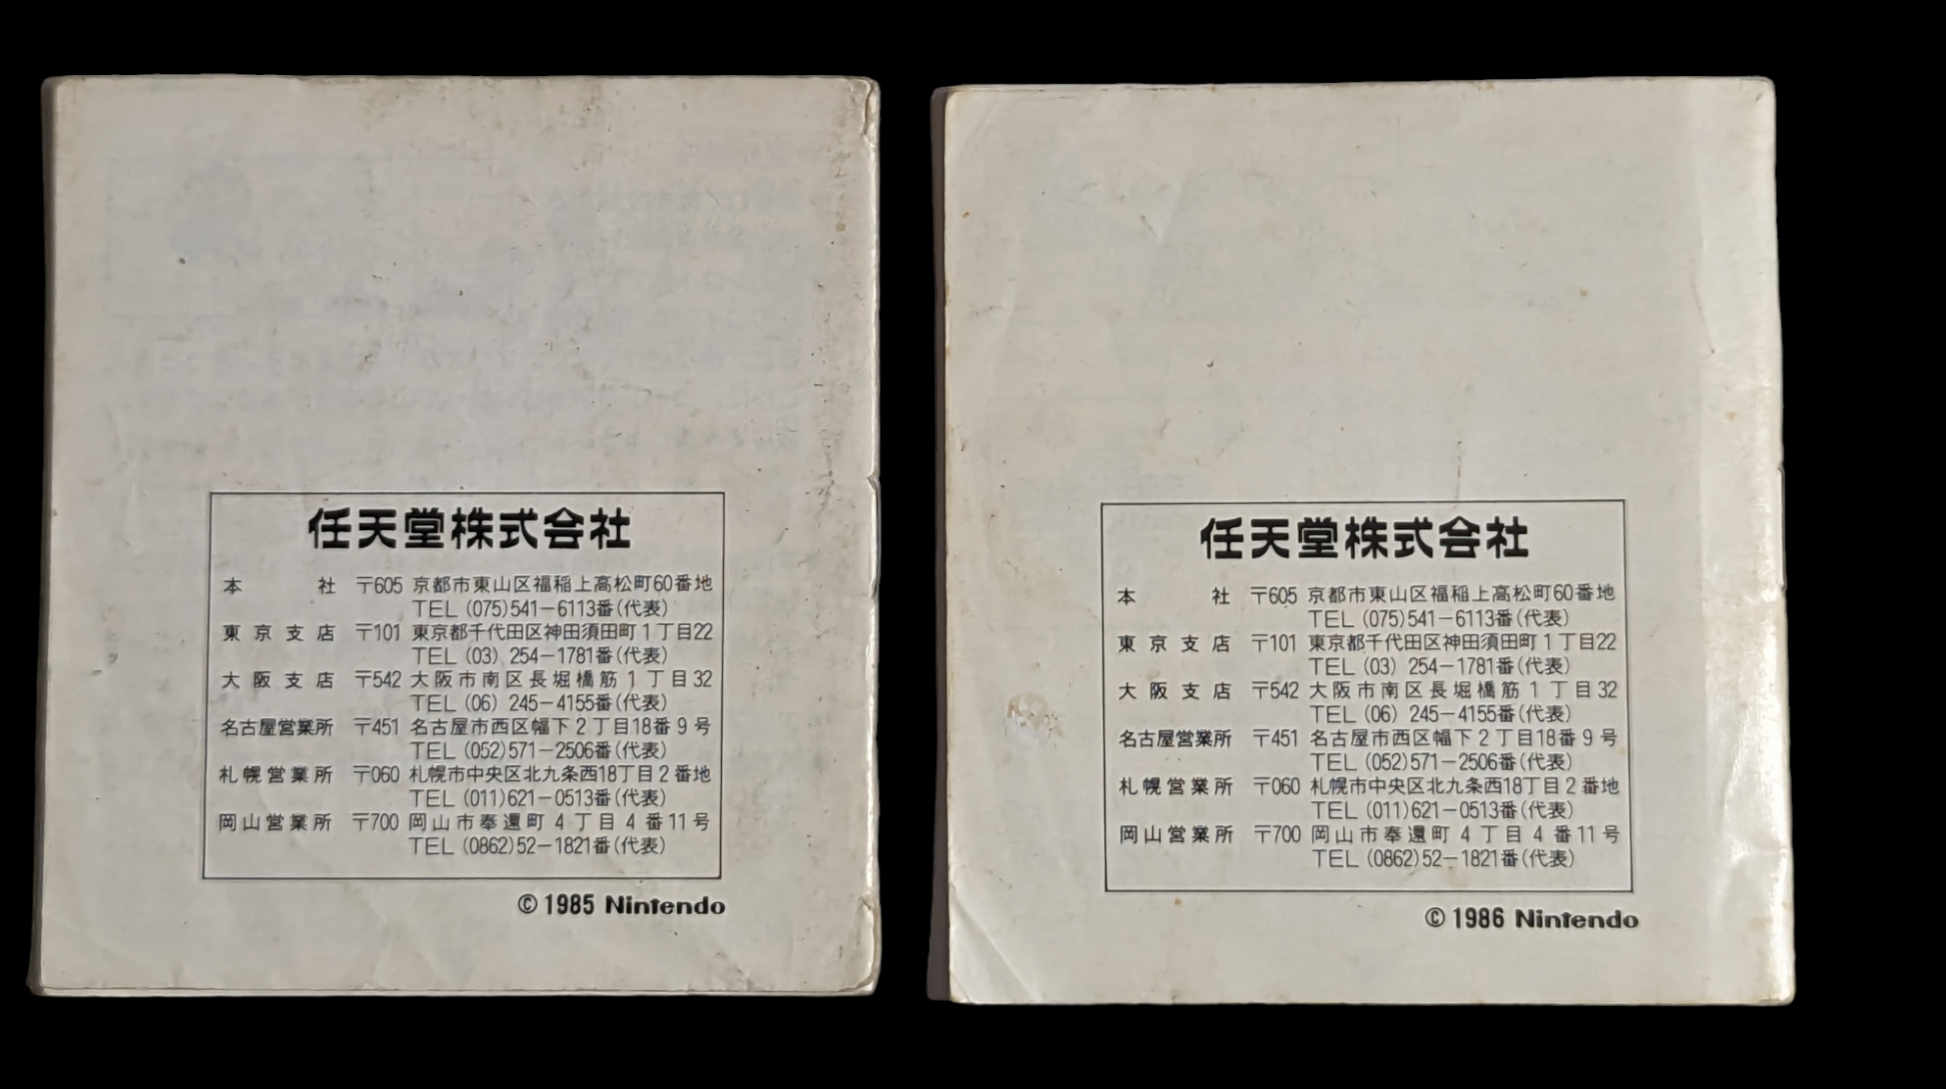 任天堂株式会社
本社 〒605 京都市東山区福稲上高松町60番地
TEL (075)541-6113番(代表)
東京支店 〒101 東京都千代田区神田須田町1丁目22
TEL (03) 254-1781番(代表)
大阪支店 〒542 大阪市南区長堀橋筋1丁目32
TEL (06) 245-4155番(代表)
名古屋営業所 〒451 名古屋市西区幅下2丁目18番9号
TEL (052)571-2506番(代表)
札幌営業所 〒060 札幌市中央区北九条西18丁目2番地
TEL (011)621-0513番(代表)
岡山営業所 〒700 岡山市奉還町4丁目4番11号
TEL (0862)52-1821番(代表)
© 1985 Nintendo
任天堂株式会社
本社 〒605 京都市東山区福稲上高松町60番地
TEL (075)541-6113番(代表)
東京支店 〒101 東京都千代田区神田須田町1丁目22
TEL (03) 254-1781番(代表)
大阪支店 〒542 大阪市南区長堀橋筋1丁目32
TEL (06) 245-4155番(代表)
名古屋営業所 〒451 名古屋市西区幅下2丁目18番9号
TEL (052)571-2506番(代表)
札幌営業所 〒060 札幌市中央区北九条西18丁目2番地
TEL (011)621-0513番(代表)
岡山営業所 〒700 岡山市奉還町4丁目4番11号
TEL (0862)52-1821番(代表)
© 1986 Nintendo